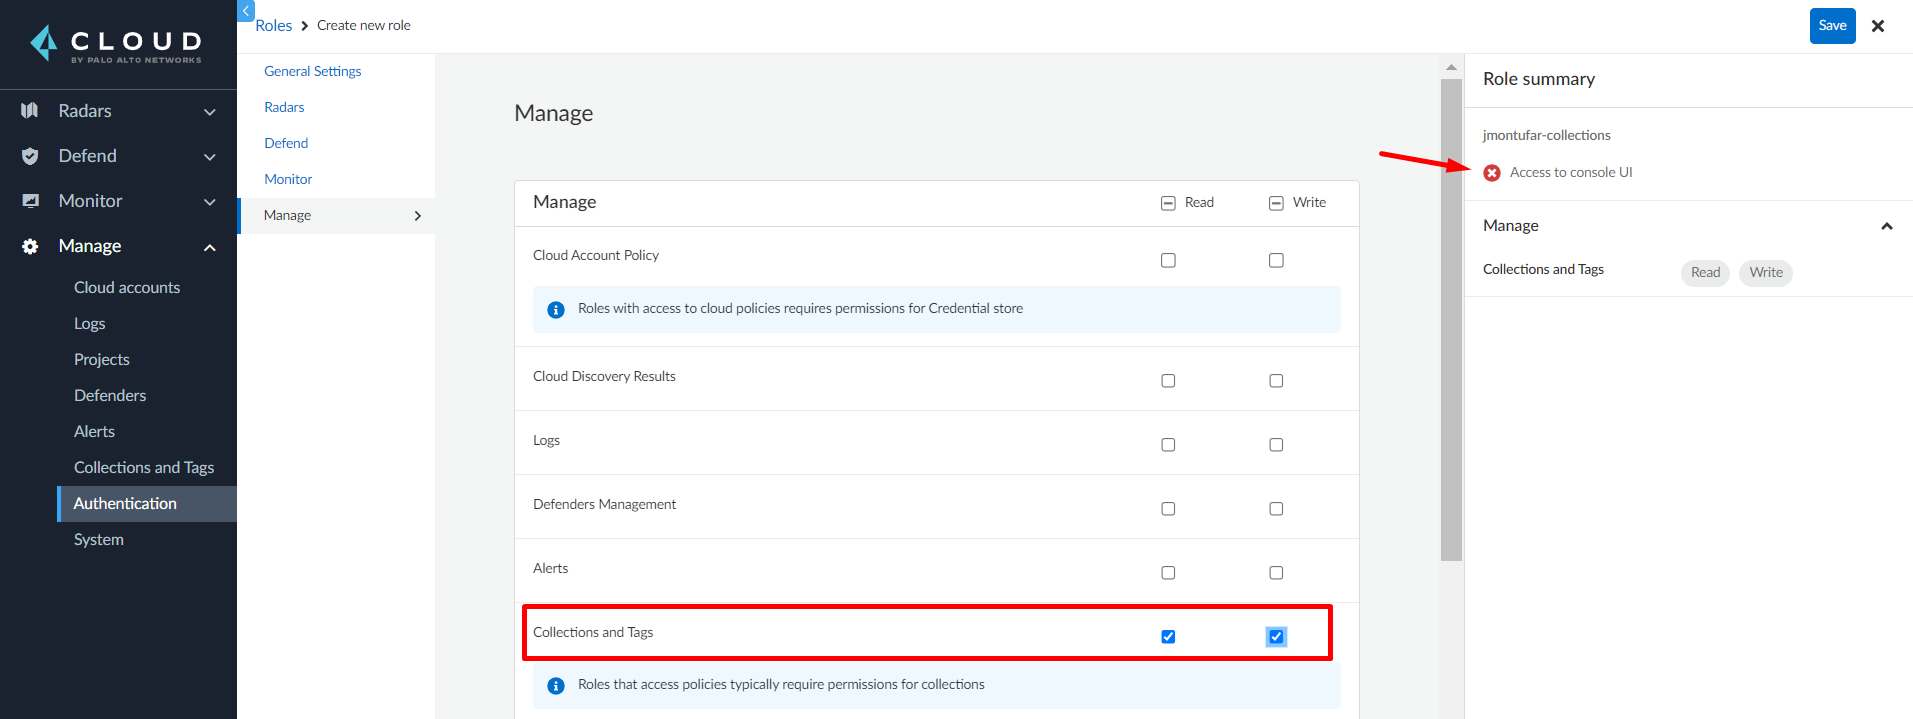 CLOUD
BY PALO ALTO NETWORKS
Radars
Defend
Monitor
Manage
Cloud accounts
Logs
Projects
Defenders
Alerts
Collections and Tags
Authentication
System
Roles > Create new role
Save
General Settings
Radars
Defend
Monitor
Manage
Manage
Manage Read Write
Cloud Account Policy
Roles with access to cloud policies requires permissions for Credential store
Cloud Discovery Results
Logs
Defenders Management
Alerts
Collections and Tags
Roles that access policies typically require permissions for collections
Role summary
jmontufar-collections
Access to console UI
Manage
Collections and Tags Read Write